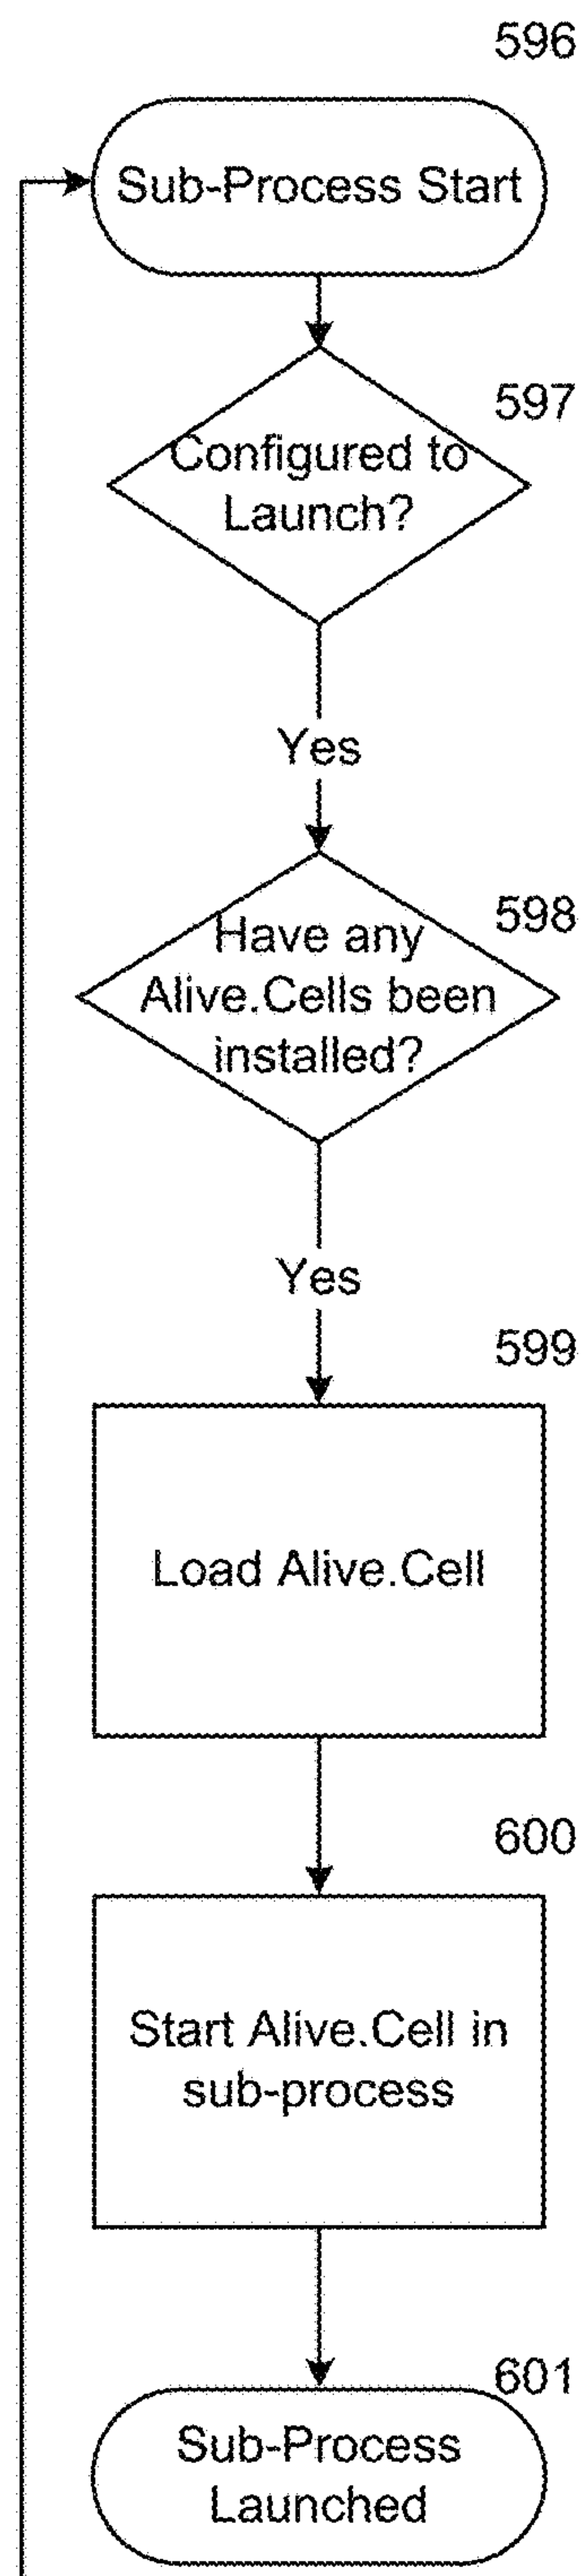 596
Sub-Process Start
597
Configured to
Launch?
Yes
598
Have any
Alive.Cells been
installed?
Yes
599
Load Alive.Cell
600
Start Alive.Cell in
sub-process
601
Sub-Process
Launched